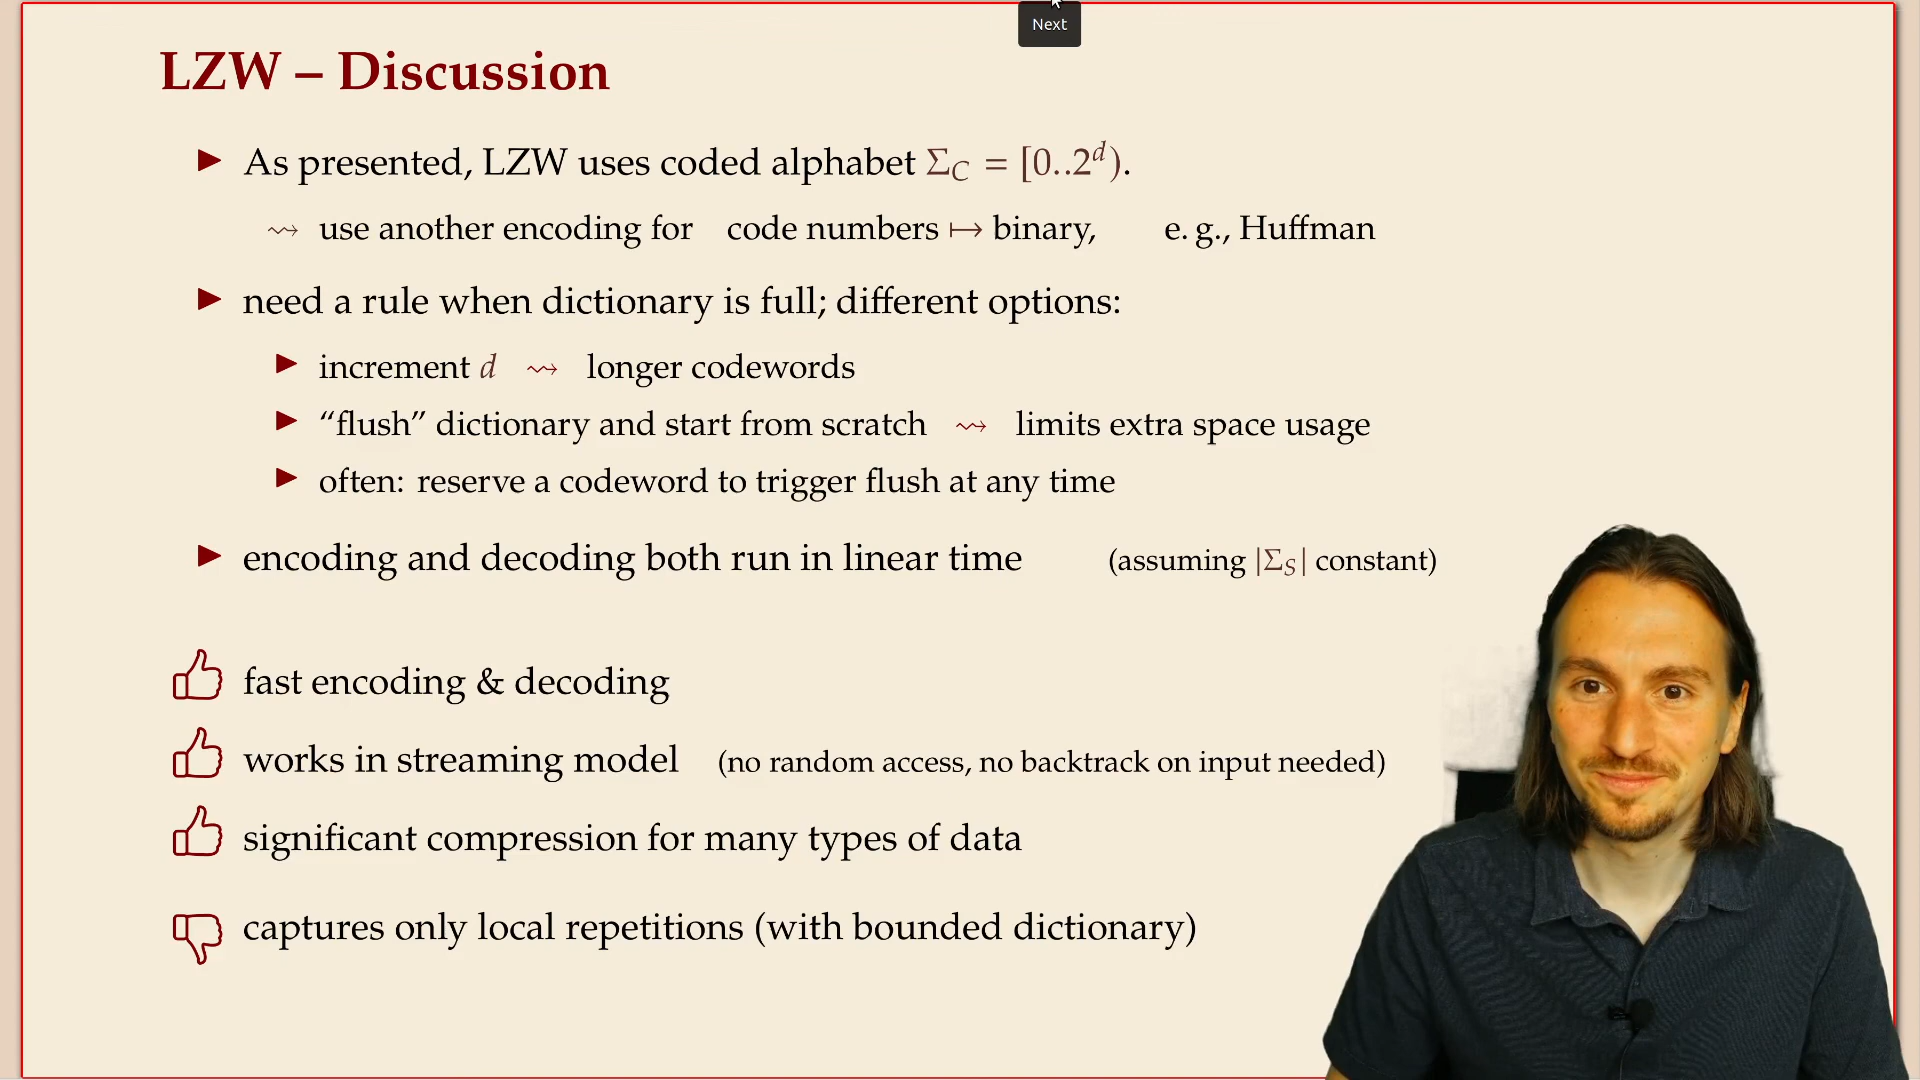 Next
LZW – Discussion
As presented, LZW uses coded alphabet Σ_C = [0..2^d).
⇝ use another encoding for code numbers ↦ binary, e. g., Huffman
need a rule when dictionary is full; different options:
increment d ⇝ longer codewords
“flush” dictionary and start from scratch ⇝ limits extra space usage
often: reserve a codeword to trigger flush at any time
encoding and decoding both run in linear time (assuming |Σ_S| constant)
fast encoding & decoding
works in streaming model (no random access, no backtrack on input needed)
significant compression for many types of data
captures only local repetitions (with bounded dictionary)